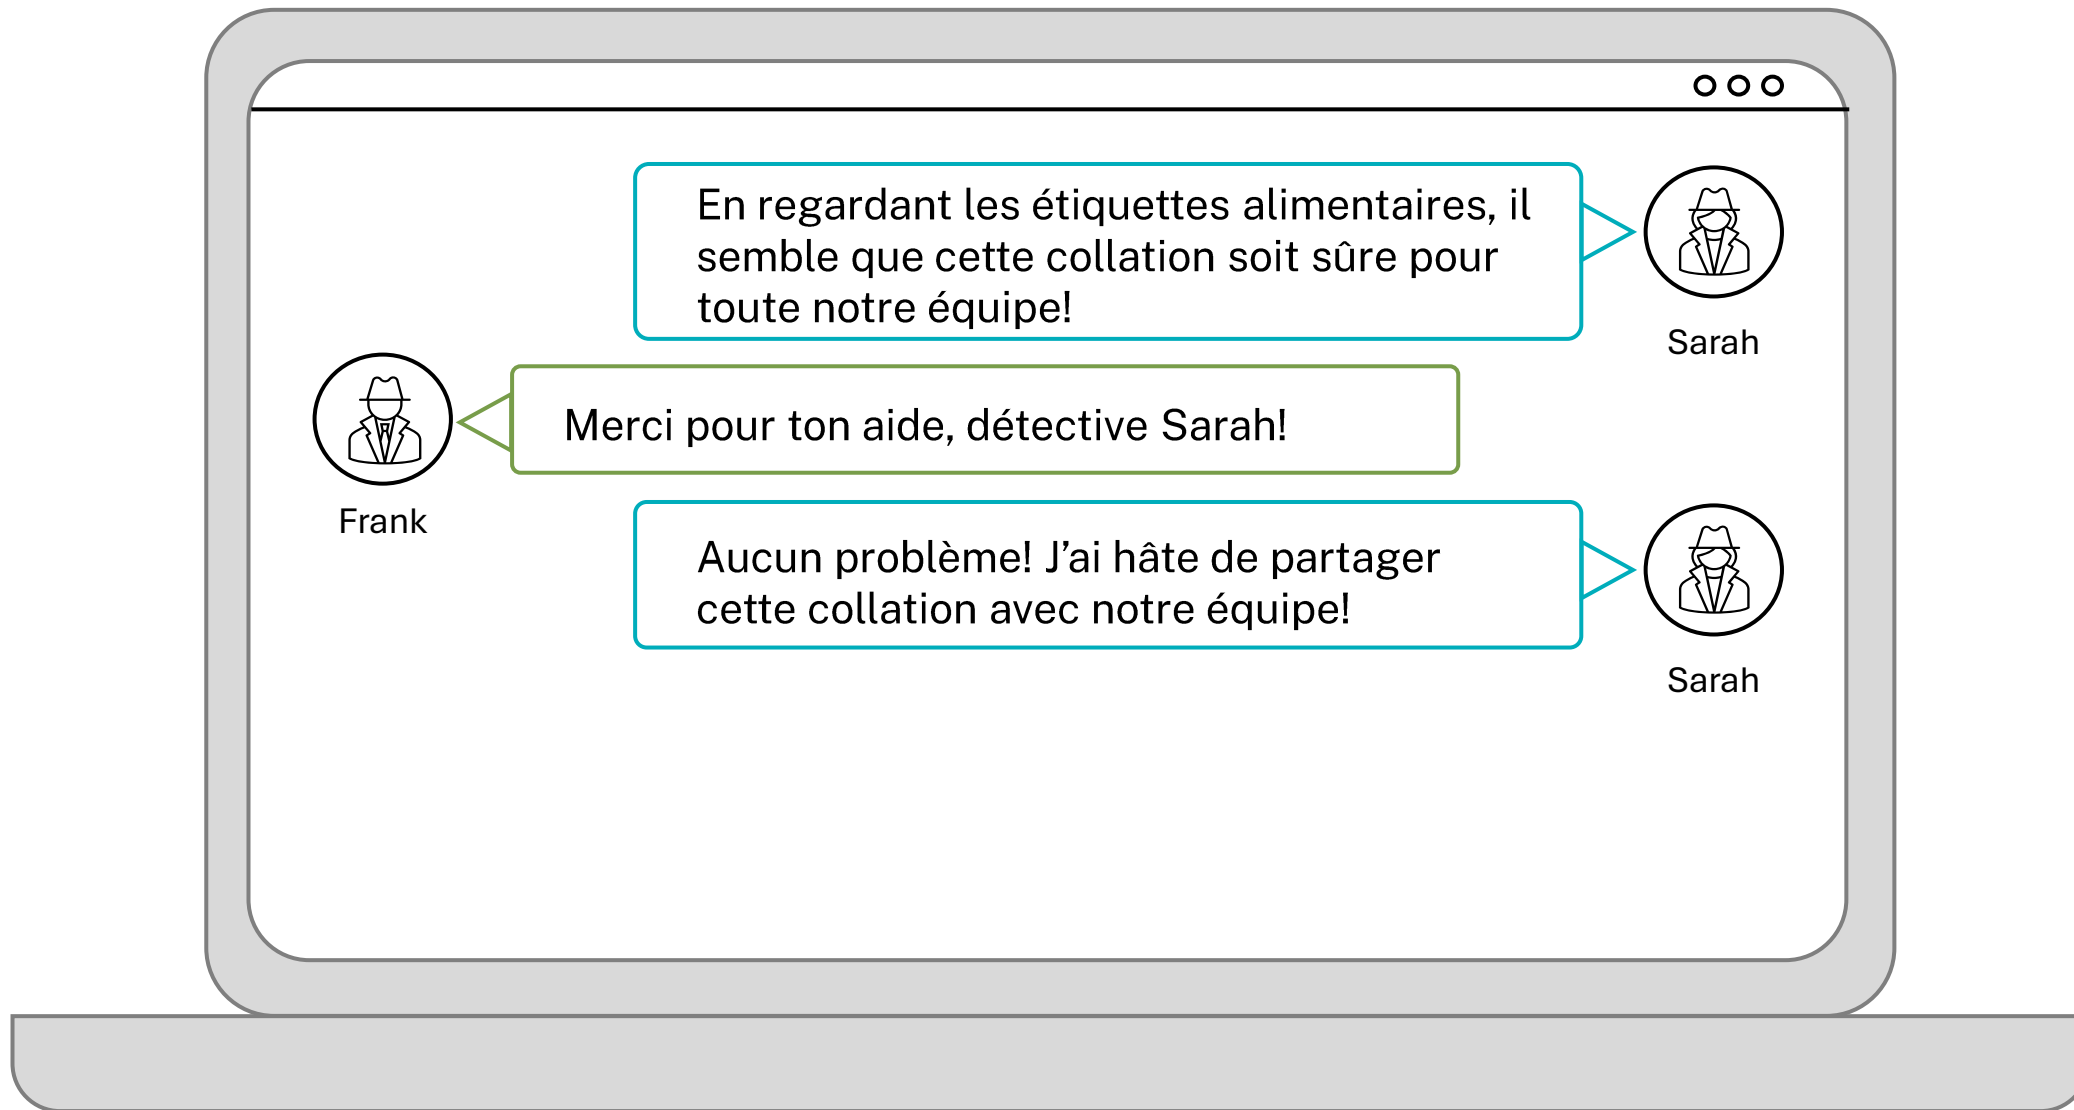 En regardant les étiquettes alimentaires, il
semble que cette collation soit sûre pour
toute notre équipe!
Sarah
Merci pour ton aide, détective Sarah!
Frank
Aucun problème! J’ai hâte de partager
cette collation avec notre équipe!
Sarah